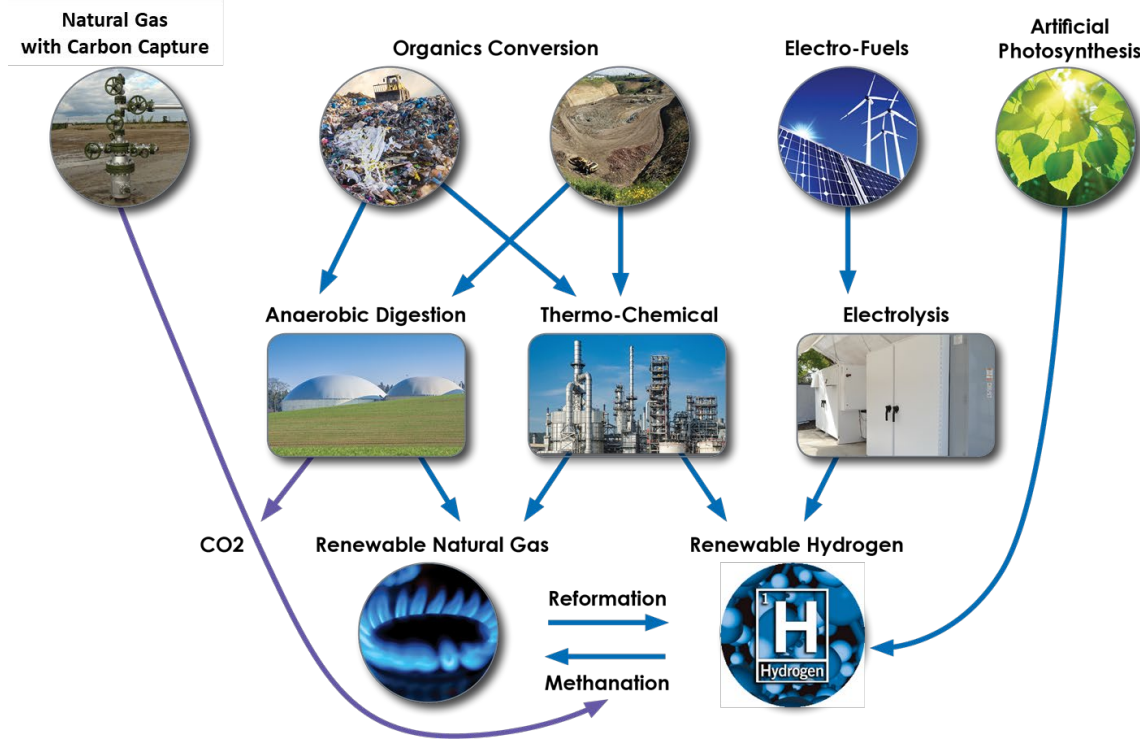 Natural Gas
with Carbon Capture
Organics Conversion
Electro-Fuels
Artificial
Photosynthesis
Anaerobic Digestion
Thermo-Chemical
Electrolysis
CO2
Renewable Natural Gas
Renewable Hydrogen
Reformation
Methanation
1
H
Hydrogen